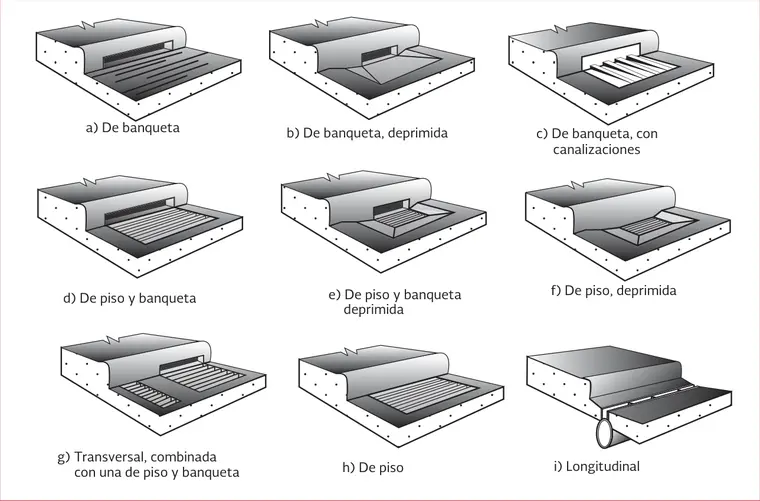 a) De banqueta
b) De banqueta, deprimida
c) De banqueta, con
canalizaciones
d) De piso y banqueta
e) De piso y banqueta
deprimida
f) De piso, deprimida
g) Transversal, combinada
con una de piso y banqueta
h) De piso
i) Longitudinal